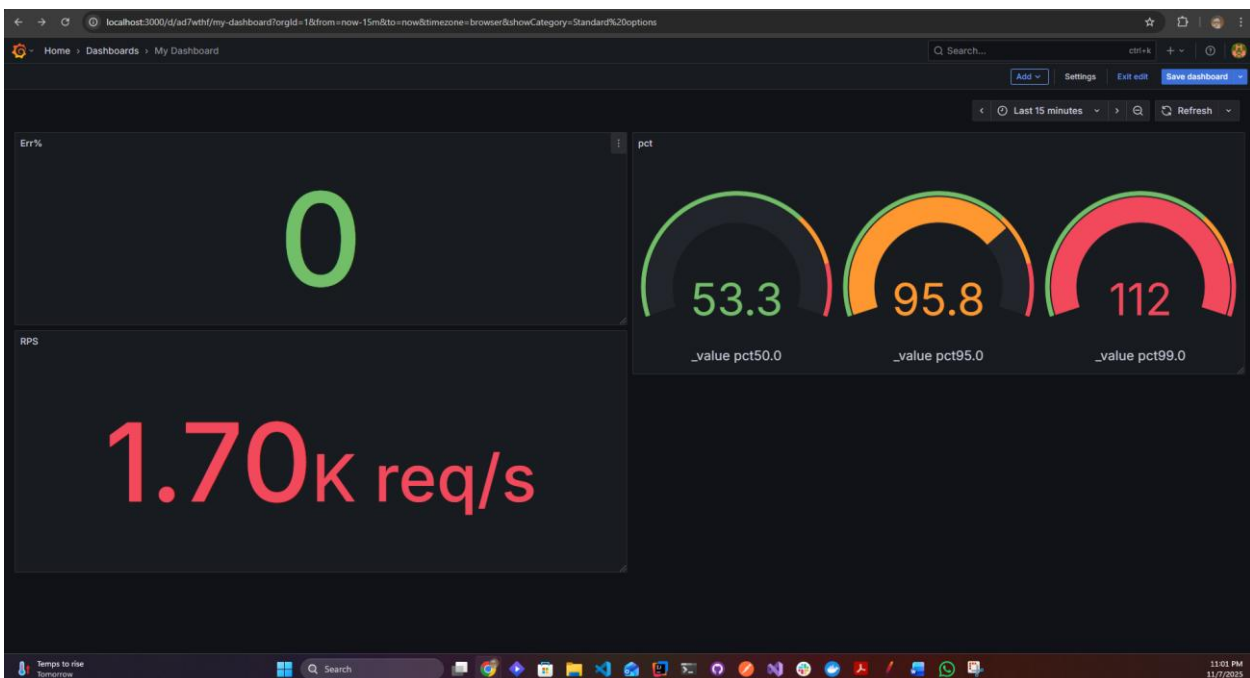 localhost:3000/d/ad7wthf/my-dashboard?orgId=1&from=now-15m&to=now&timezone=browser&showCategory=Standard%20options
Home › Dashboards › My Dashboard
Search...
ctrl+k
Add
Settings
Exit edit
Save dashboard
Last 15 minutes
Refresh
Err%
0
RPS
1.70K req/s
pct
53.3
95.8
112
_value pct50.0
_value pct95.0
_value pct99.0
Temps to rise
Tomorrow
Search
11:01 PM
11/7/2025